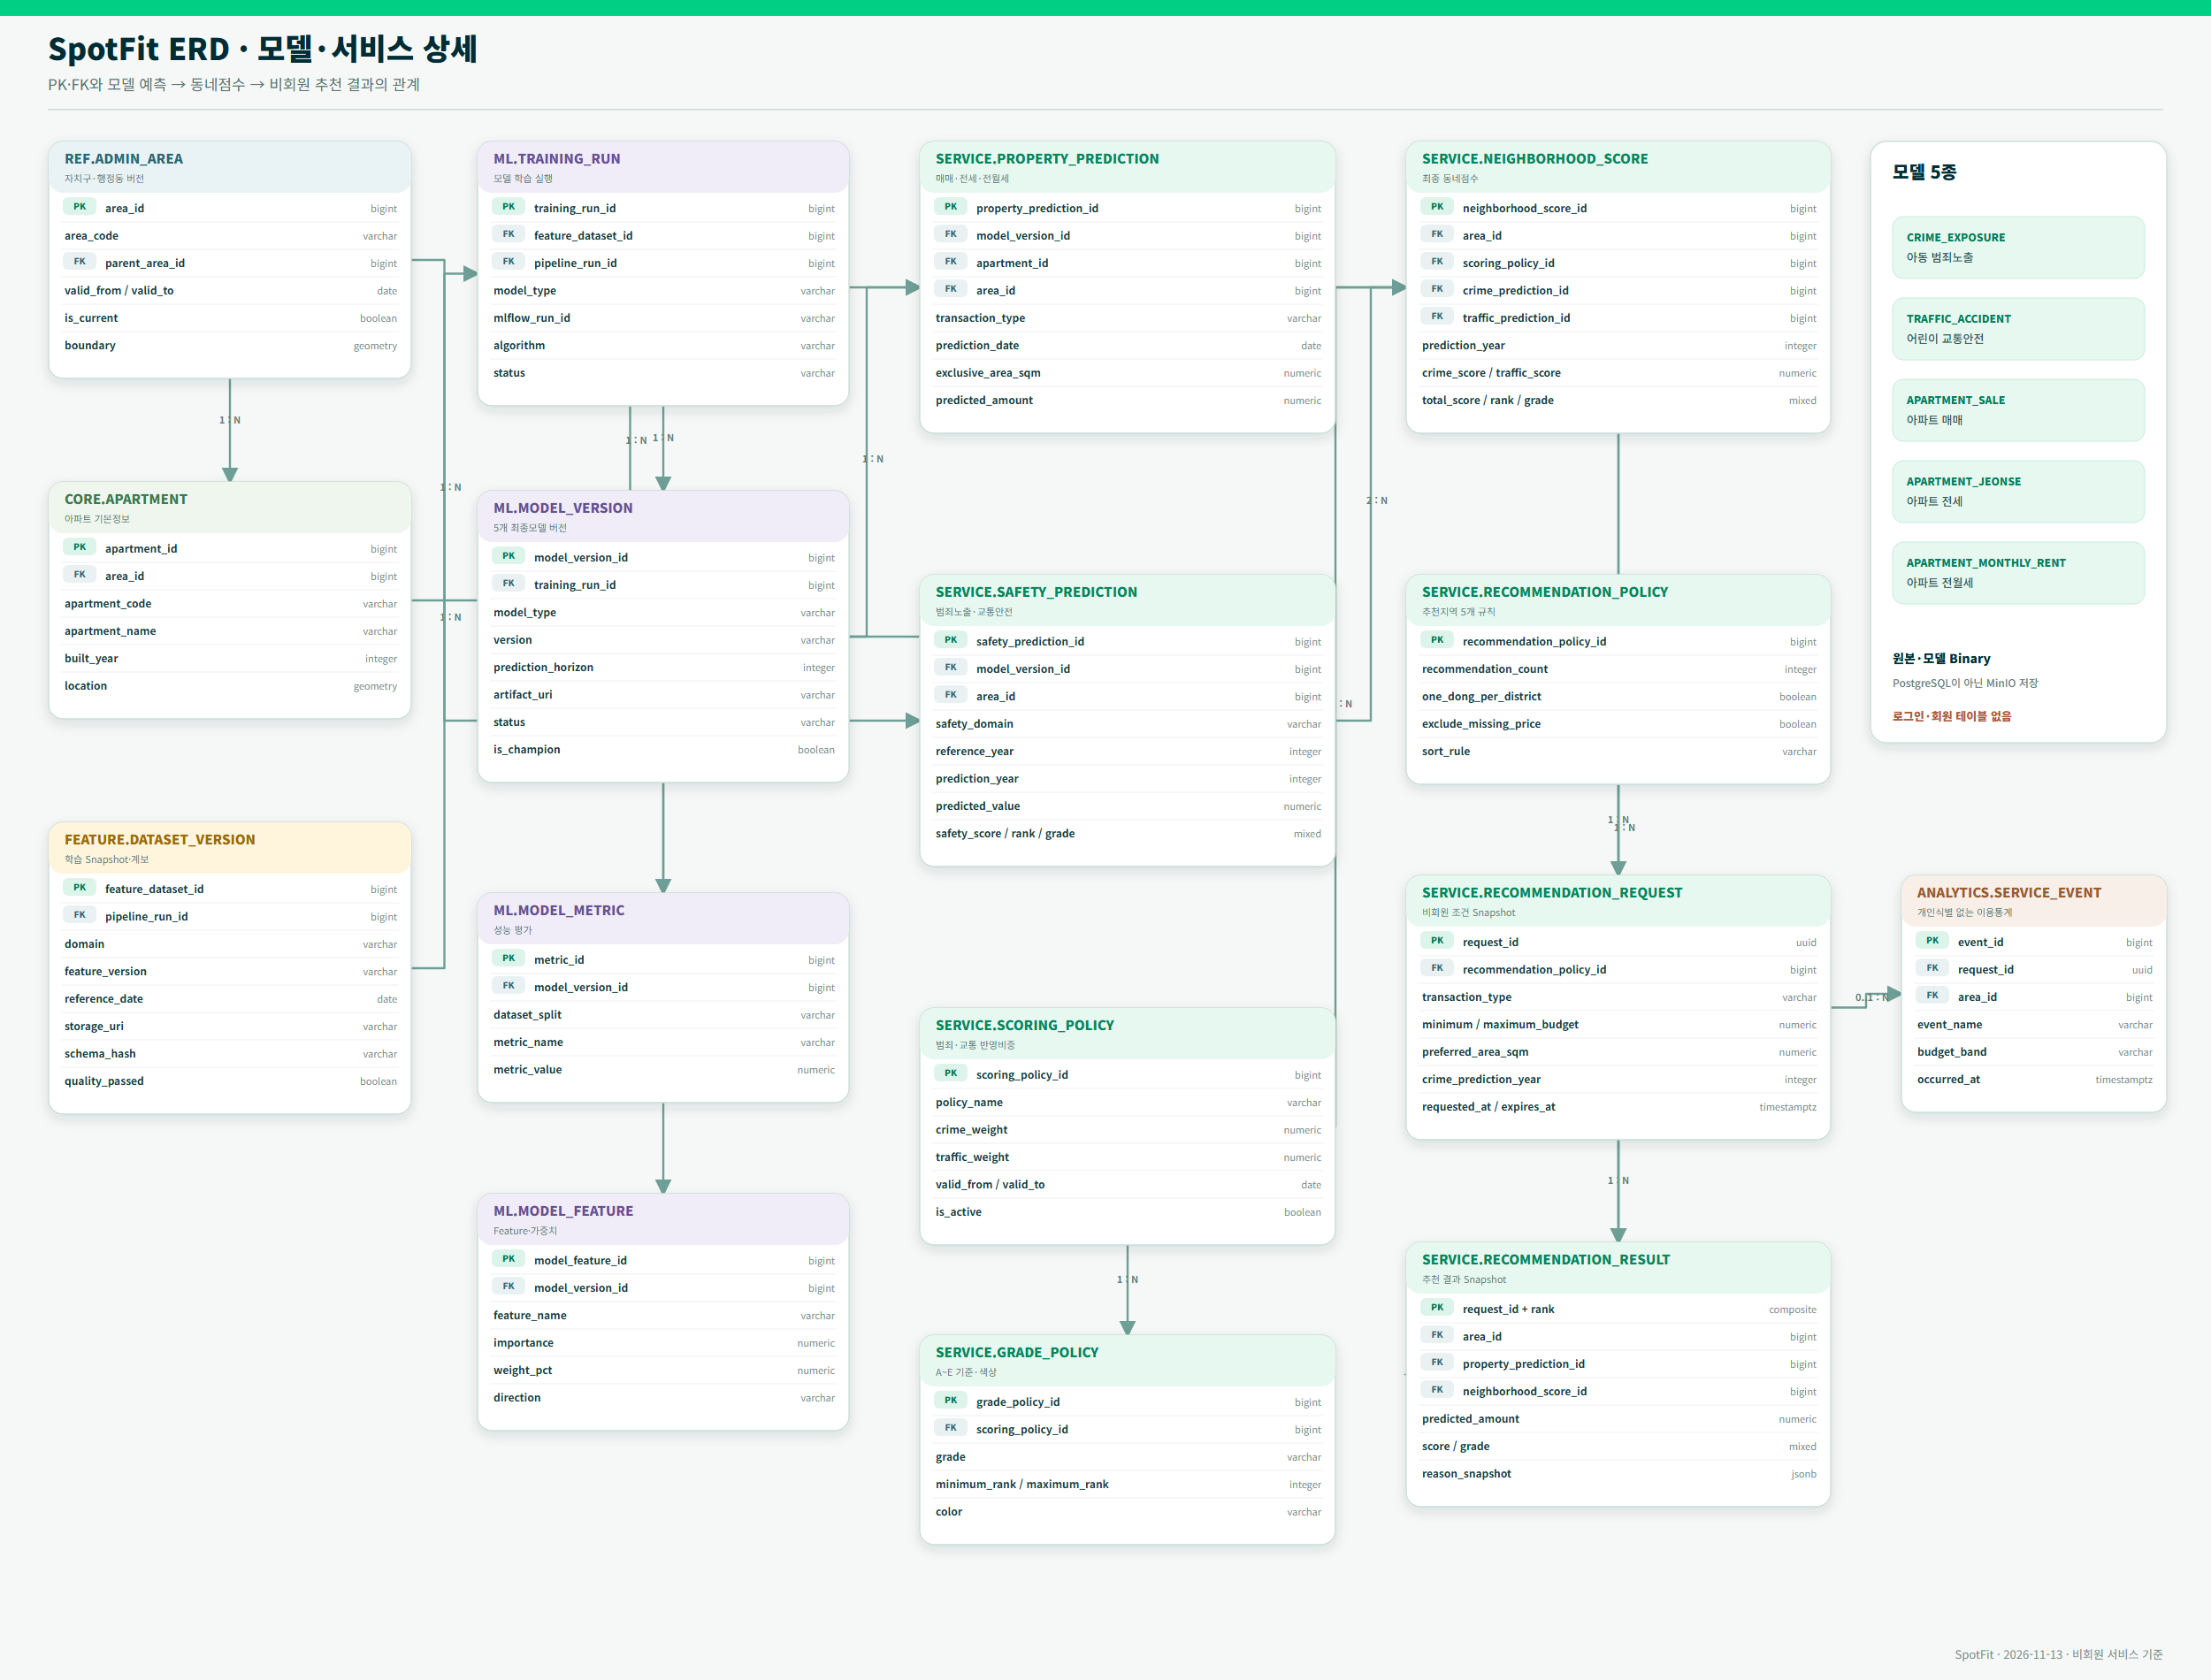 SpotFit ERD · 모델·서비스 상세
PK·FK와 모델 예측 → 동네점수 → 비회원 추천 결과의 관계
REF.ADMIN_AREA
자치구·행정동 버전
PK area_id bigint
area_code varchar
FK parent_area_id bigint
valid_from / valid_to date
is_current boolean
boundary geometry
1:N
CORE.APARTMENT
아파트 기본정보
PK apartment_id bigint
FK area_id bigint
apartment_code varchar
apartment_name varchar
built_year integer
location geometry
FEATURE.DATASET_VERSION
학습 Snapshot·계보
PK feature_dataset_id bigint
FK pipeline_run_id bigint
domain varchar
feature_version varchar
reference_date date
storage_uri varchar
schema_hash varchar
quality_passed boolean
1:N
1:N
ML.TRAINING_RUN
모델 학습 실행
PK training_run_id bigint
FK feature_dataset_id bigint
FK pipeline_run_id bigint
model_type varchar
mlflow_run_id varchar
algorithm varchar
status varchar
1:N
1:N
ML.MODEL_VERSION
5개 최종모델 버전
PK model_version_id bigint
FK training_run_id bigint
model_type varchar
version varchar
prediction_horizon integer
artifact_uri varchar
status varchar
is_champion boolean
ML.MODEL_METRIC
성능 평가
PK metric_id bigint
FK model_version_id bigint
dataset_split varchar
metric_name varchar
metric_value numeric
ML.MODEL_FEATURE
Feature·가중치
PK model_feature_id bigint
FK model_version_id bigint
feature_name varchar
importance numeric
weight_pct numeric
direction varchar
1:N
SERVICE.PROPERTY_PREDICTION
매매·전세·전월세
PK property_prediction_id bigint
FK model_version_id bigint
FK apartment_id bigint
FK area_id bigint
transaction_type varchar
prediction_date date
exclusive_area_sqm numeric
predicted_amount numeric
SERVICE.SAFETY_PREDICTION
범죄노출·교통안전
PK safety_prediction_id bigint
FK model_version_id bigint
FK area_id bigint
safety_domain varchar
reference_year integer
prediction_year integer
predicted_value numeric
safety_score / rank / grade mixed
SERVICE.SCORING_POLICY
범죄·교통 반영비중
PK scoring_policy_id bigint
policy_name varchar
crime_weight numeric
traffic_weight numeric
valid_from / valid_to date
is_active boolean
1:N
SERVICE.GRADE_POLICY
A~E 기준·색상
PK grade_policy_id bigint
FK scoring_policy_id bigint
grade varchar
minimum_rank / maximum_rank integer
color varchar
2:N
:N
SERVICE.NEIGHBORHOOD_SCORE
최종 동네점수
PK neighborhood_score_id bigint
FK area_id bigint
FK scoring_policy_id bigint
FK crime_prediction_id bigint
FK traffic_prediction_id bigint
prediction_year integer
crime_score / traffic_score numeric
total_score / rank / grade mixed
SERVICE.RECOMMENDATION_POLICY
추천지역 5개 규칙
PK recommendation_policy_id bigint
recommendation_count integer
one_dong_per_district boolean
exclude_missing_price boolean
sort_rule varchar
1:N
1:N
SERVICE.RECOMMENDATION_REQUEST
비회원 조건 Snapshot
PK request_id uuid
FK recommendation_policy_id bigint
transaction_type varchar
minimum / maximum_budget numeric
preferred_area_sqm numeric
crime_prediction_year integer
requested_at / expires_at timestamptz
1:N
SERVICE.RECOMMENDATION_RESULT
추천 결과 Snapshot
PK request_id + rank composite
FK area_id bigint
FK property_prediction_id bigint
FK neighborhood_score_id bigint
predicted_amount numeric
score / grade mixed
reason_snapshot jsonb
모델 5종
CRIME_EXPOSURE
아동 범죄노출
TRAFFIC_ACCIDENT
어린이 교통안전
APARTMENT_SALE
아파트 매매
APARTMENT_JEONSE
아파트 전세
APARTMENT_MONTHLY_RENT
아파트 전월세
원본·모델 Binary
PostgreSQL이 아닌 MinIO 저장
로그인·회원 테이블 없음
ANALYTICS.SERVICE_EVENT
개인식별 없는 이용통계
PK event_id bigint
FK request_id uuid
FK area_id bigint
event_name varchar
budget_band varchar
occurred_at timestamptz
SpotFit · 2026-11-13 · 비회원 서비스 기준